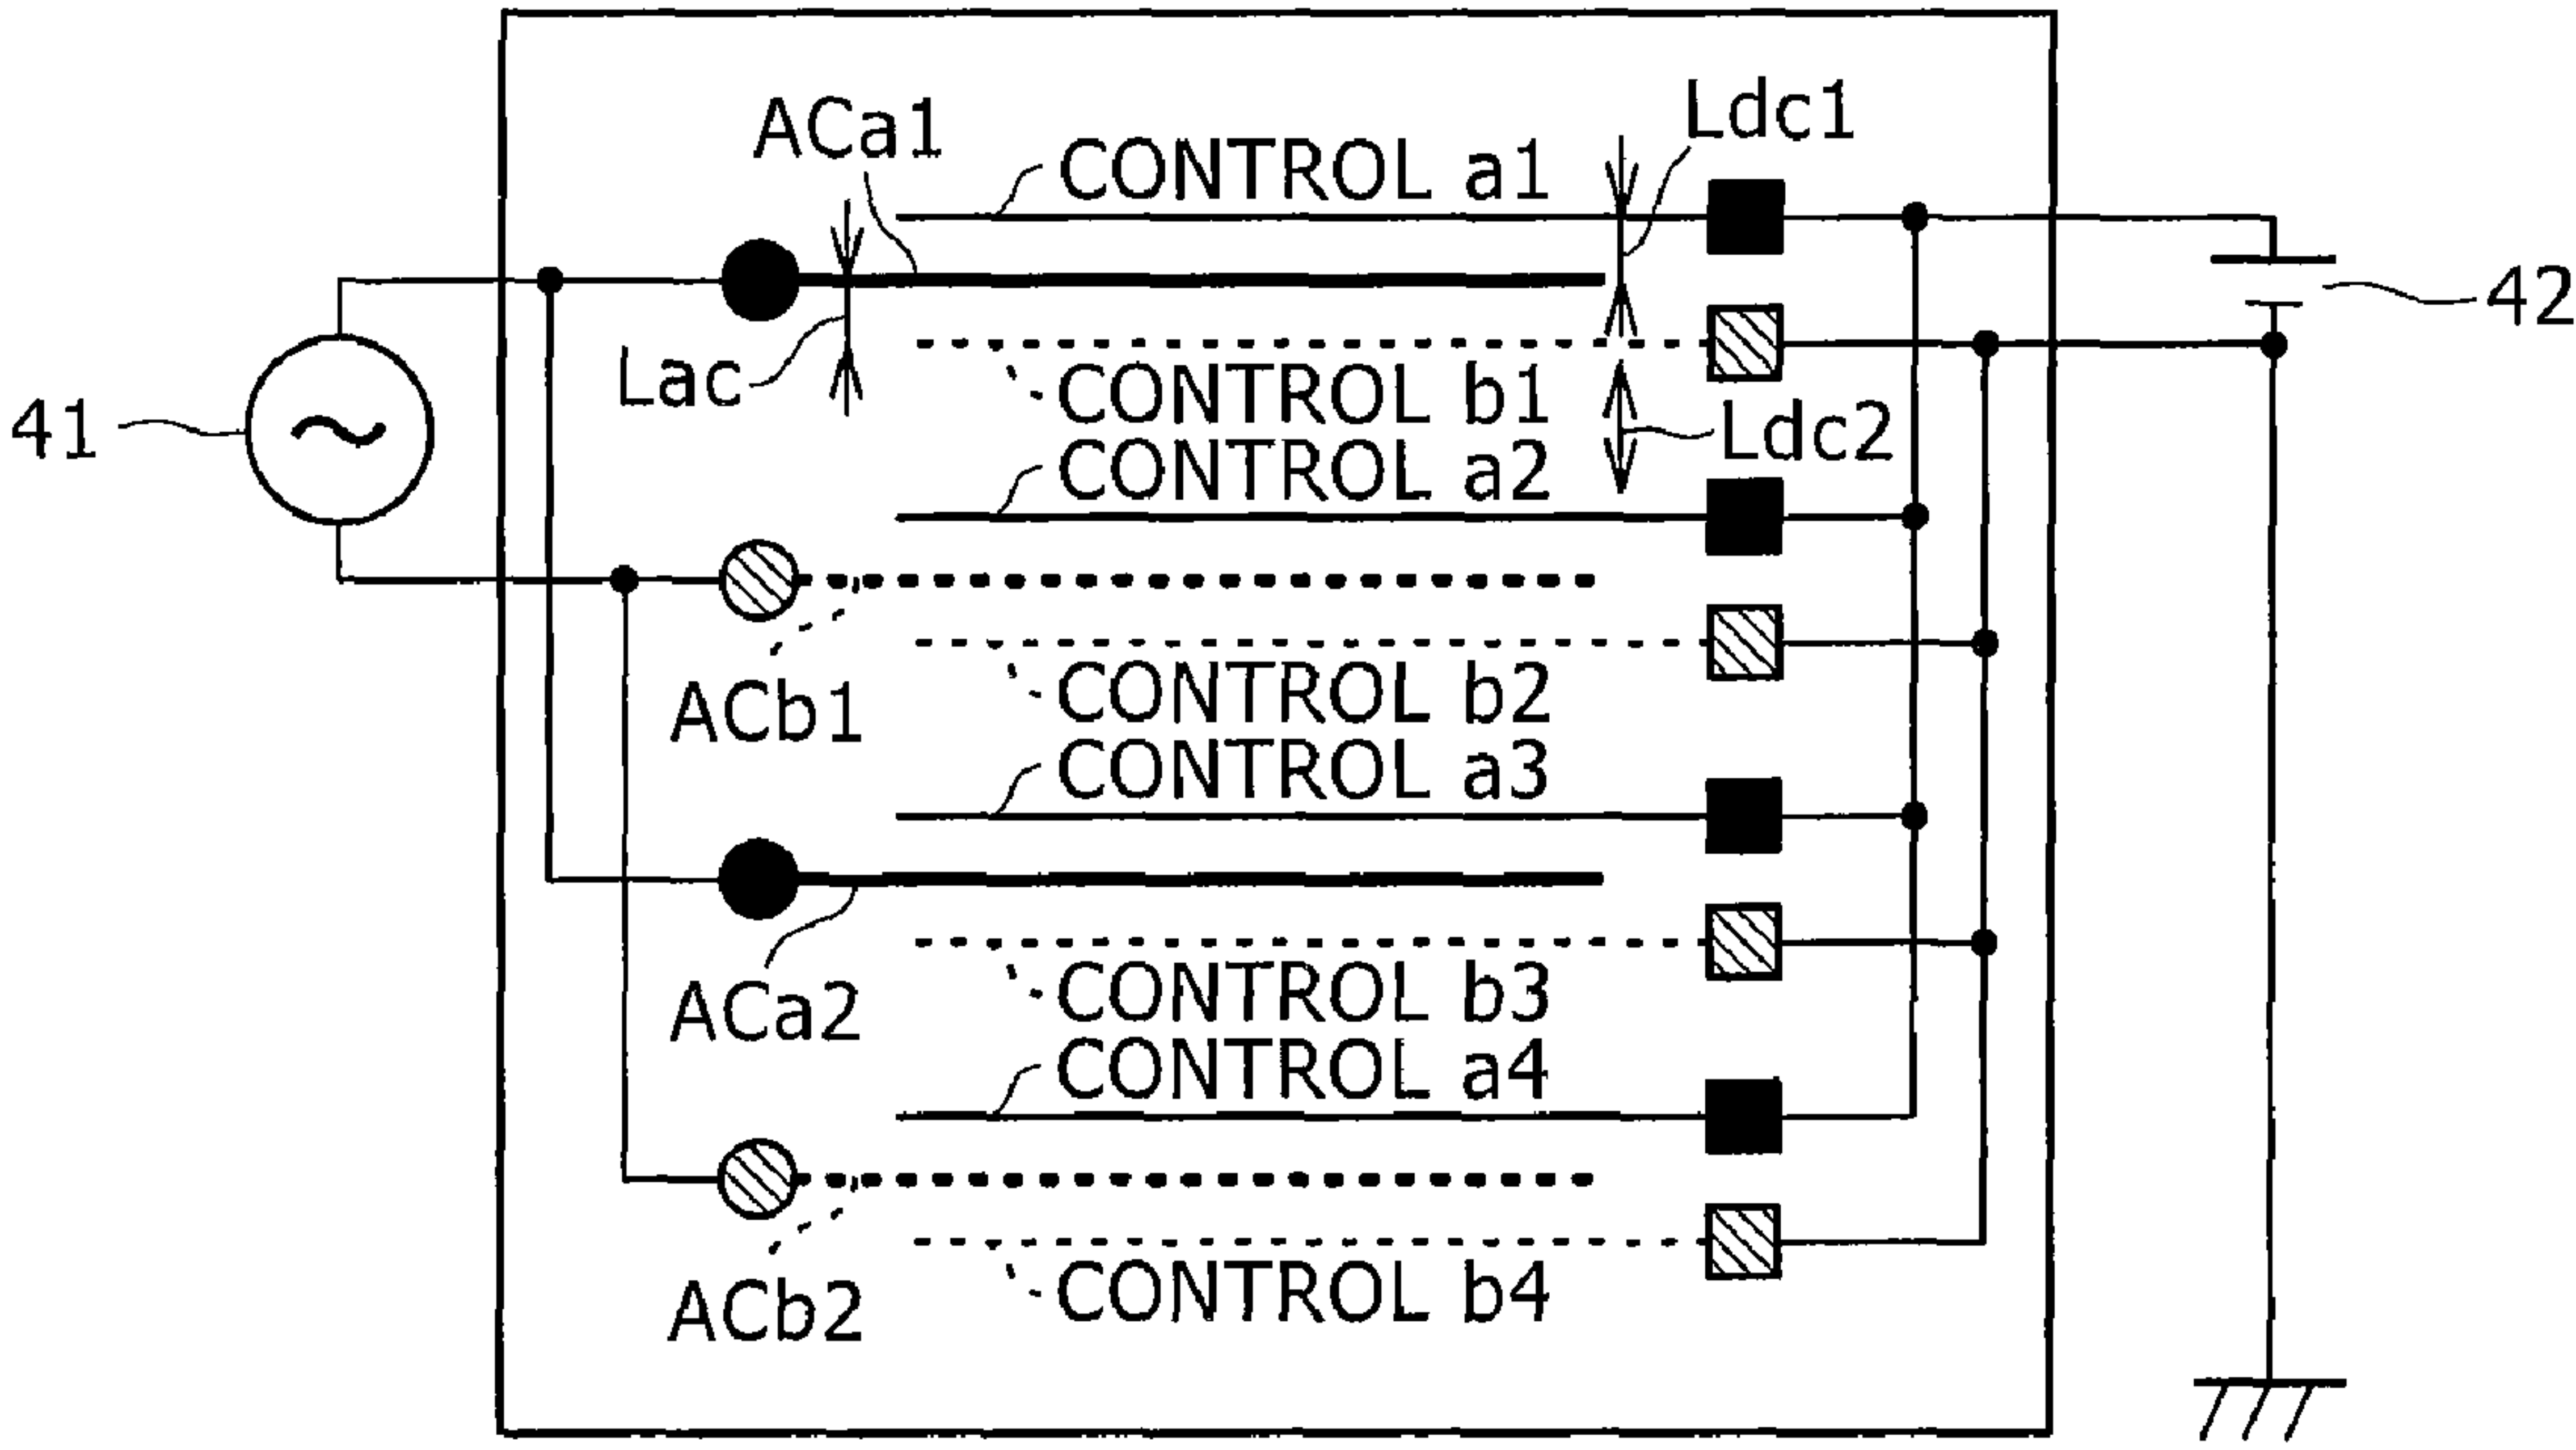 Ldc1
ACa1
CONTROL a1
42
Lac
CONTROL b1
41
Ldc2
CONTROL a2
CONTROL b2
ACb1
CONTROL a3
CONTROL b3
ACa2
CONTROL a4
CONTROL b4
ACb2